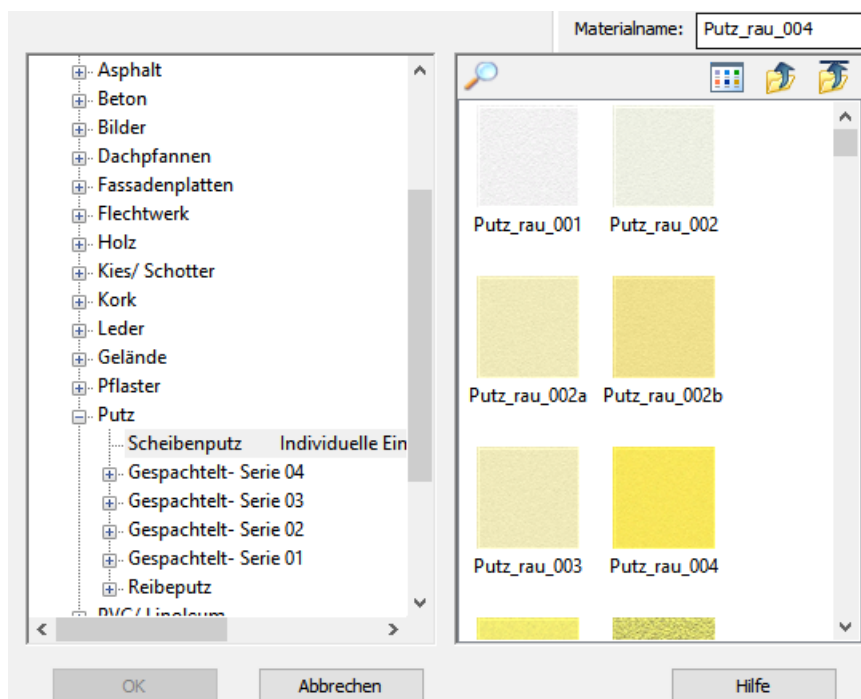 Materialname: Putz_rau_004
Asphalt
Beton
Bilder
Dachpfannen
Fassadenplatten
Flechtwerk
Holz
Kies/ Schotter
Kork
Leder
Gelände
Pflaster
Putz
Scheibenputz Individuelle Ein
Gespachtelt- Serie 04
Gespachtelt- Serie 03
Gespachtelt- Serie 02
Gespachtelt- Serie 01
Reibeputz
PVC/ Linoleum
Putz_rau_001 Putz_rau_002
Putz_rau_002a Putz_rau_002b
Putz_rau_003 Putz_rau_004
OK Abbrechen Hilfe